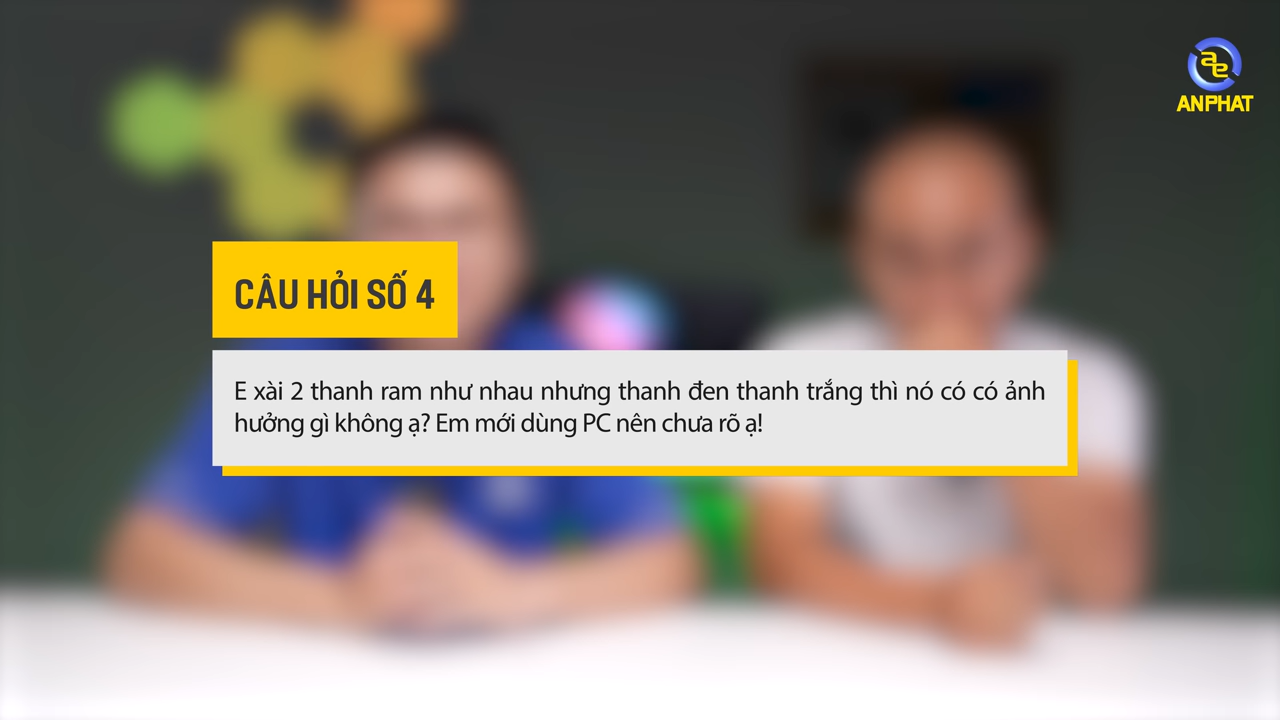 ae
ANPHAT
CÂU HỎI SỐ 4
E xài 2 thanh ram như nhau nhưng thanh đen thanh trắng thì nó có có ảnh
hưởng gì không ạ? Em mới dùng PC nên chưa rõ ạ!